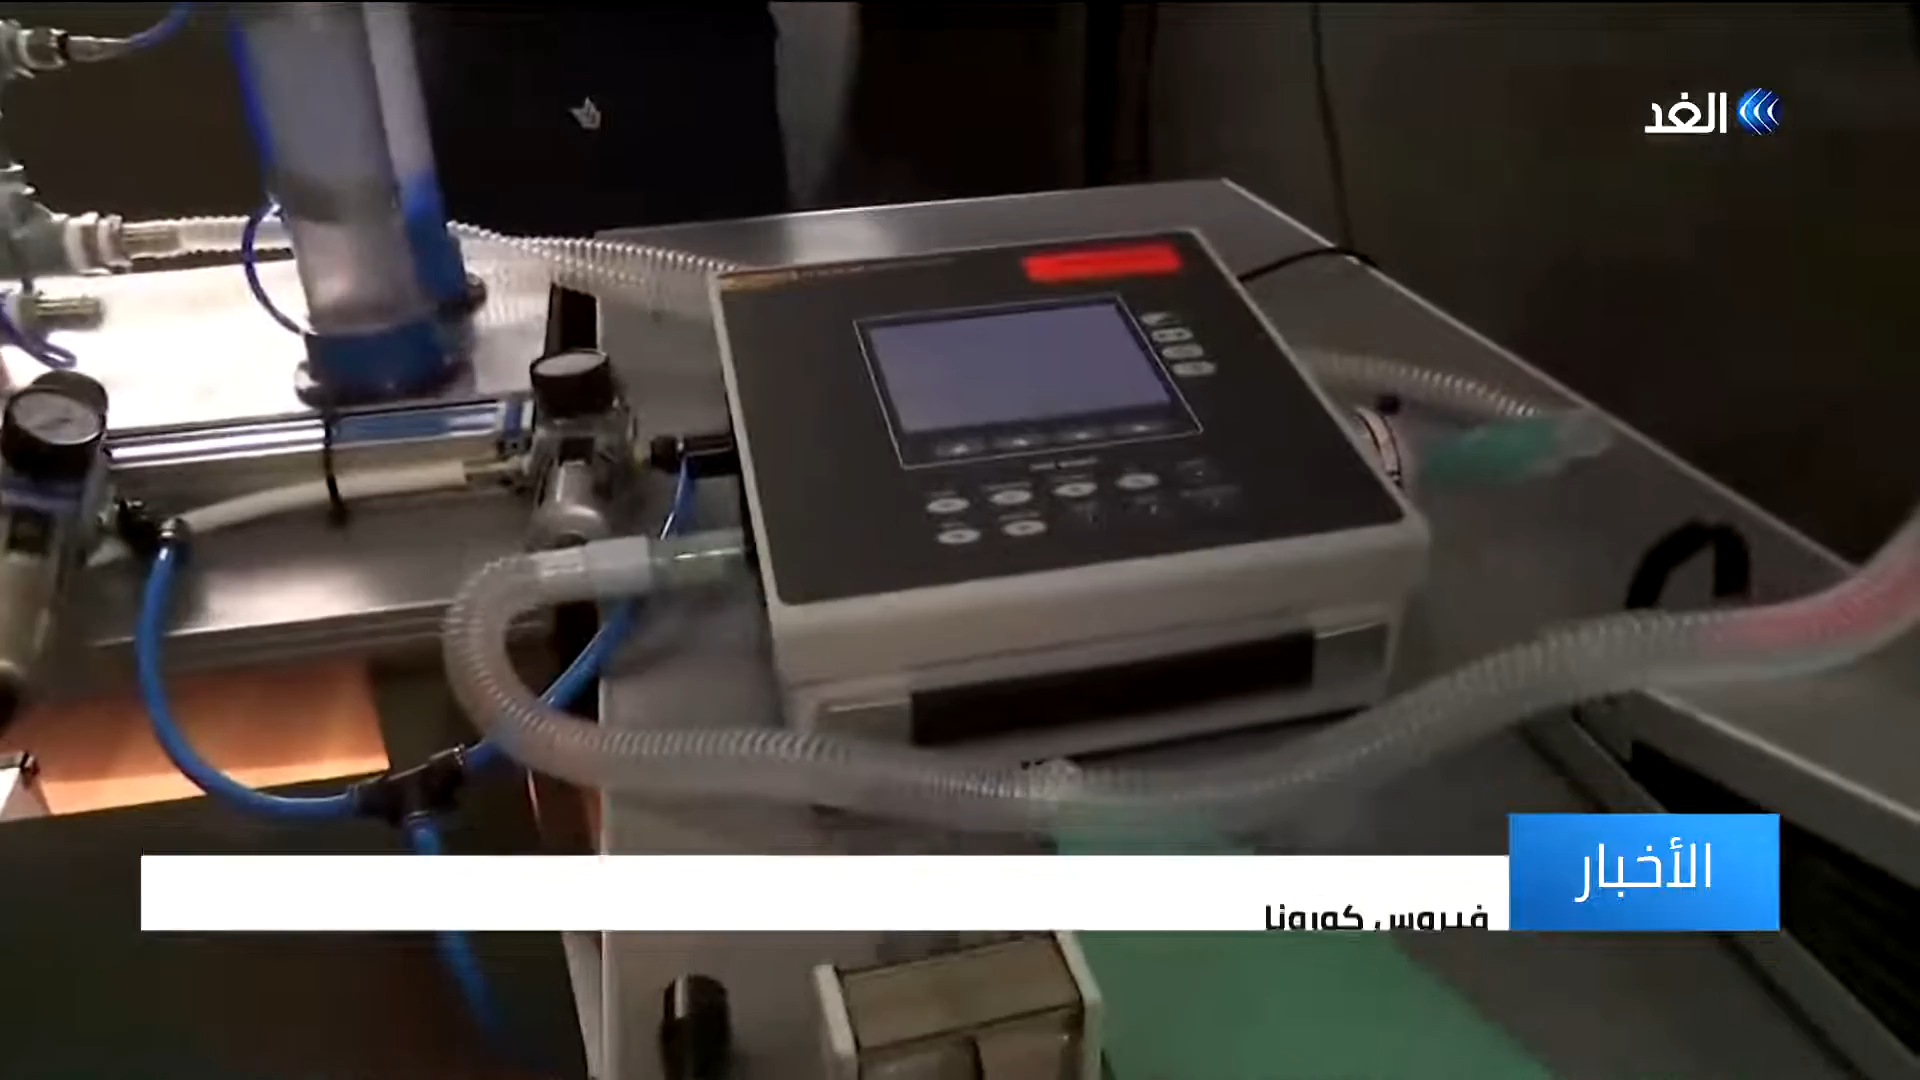 الغد
الأخبار
فيروس كورونا